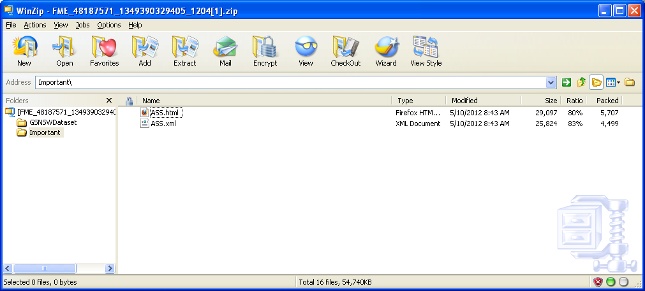 WinZip - FME_48187571_1349390329405_1204[1].zip
File Actions View Jobs Options Help
New Open Favorites Add Extract Mail Encrypt View CheckOut Wizard View Style
Address Important\
Folders Name Type Modified Size Ratio Packed
[FME_48187571_134939032940
GSNSWDataset
Important
ASS.html Firefox HTM... 5/10/2012 8:43 AM 29,097 80% 5,707
ASS.xml XML Document 5/10/2012 8:43 AM 25,824 83% 4,499
Selected 0 files, 0 bytes Total 16 files, 54,740KB